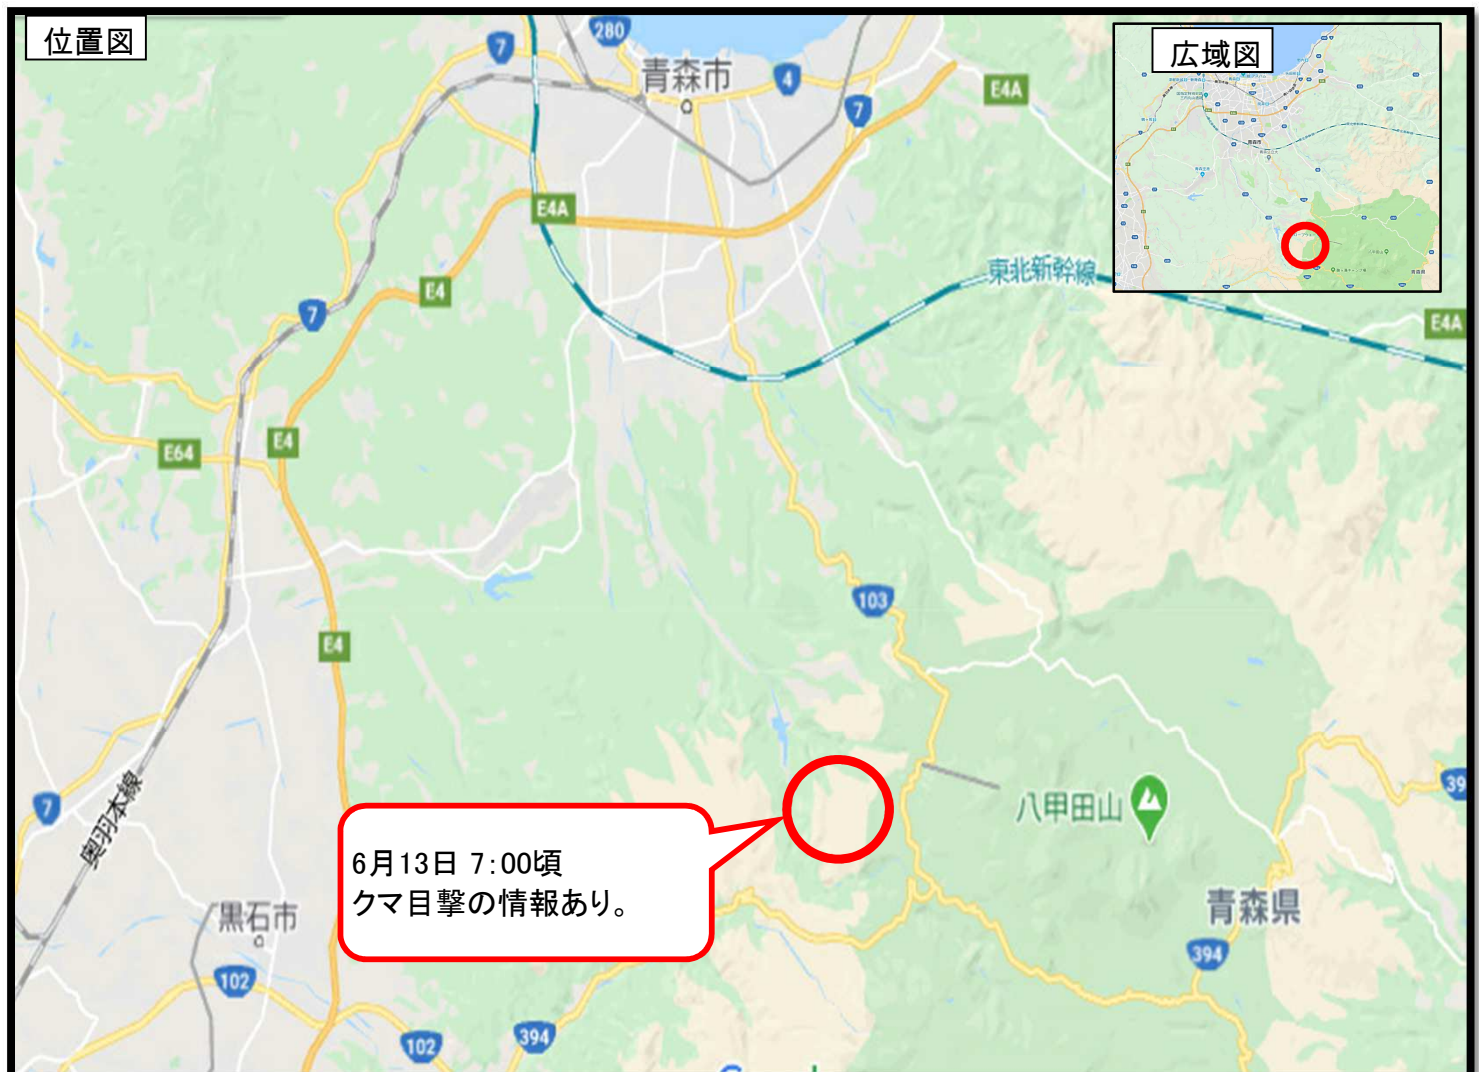 位置図
広域図
280
7
青森市
4
7
E4A
E4A
東北新幹線
E4
7
E4A
E4
E64
103
E4
八甲田山
39
7
奥羽本線
6月13日 7:00頃
クマ目撃の情報あり。
青森県
黒石市
394
102
394
102